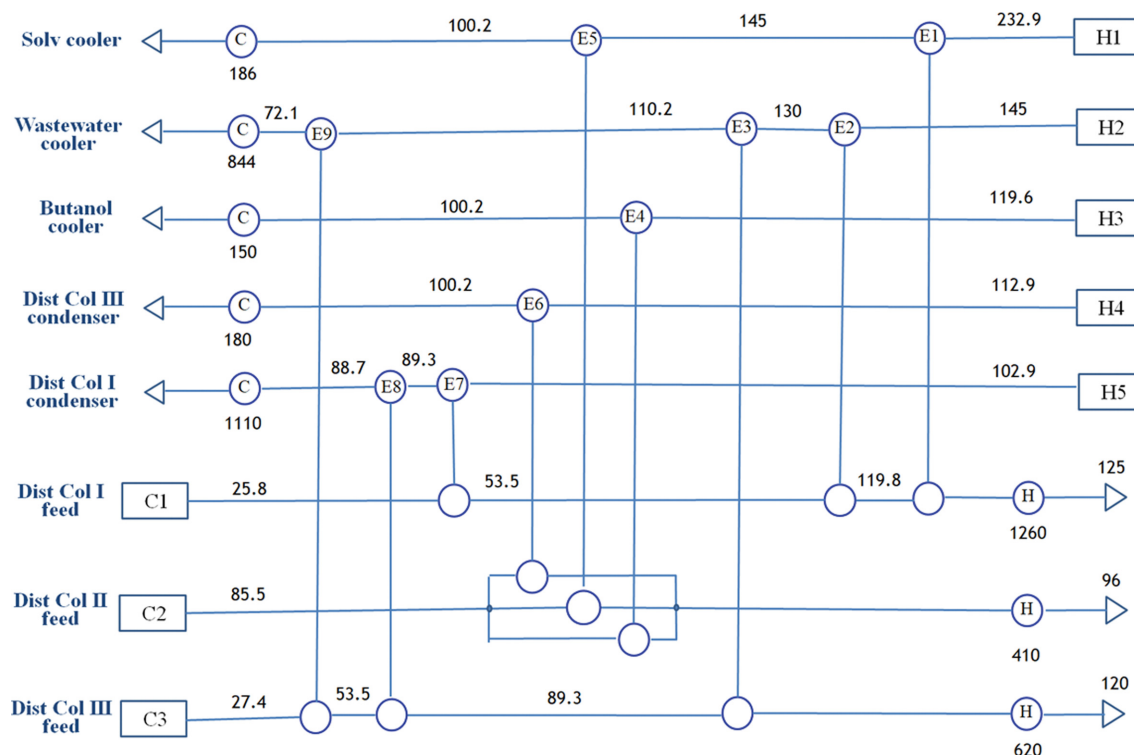 Solv cooler
C
186
100.2
E5
145
E1
232.9
H1
Wastewater
cooler
C
844
72.1
E9
110.2
E3
130
E2
145
H2
Butanol
cooler
C
150
100.2
E4
119.6
H3
Dist Col III
condenser
C
180
100.2
E6
112.9
H4
Dist Col I
condenser
C
1110
88.7
E8
89.3
E7
102.9
H5
Dist Col I
feed
C1
25.8
53.5
119.8
H
1260
125
Dist Col II
feed
C2
85.5
H
410
96
Dist Col III
feed
C3
27.4
53.5
89.3
H
620
120